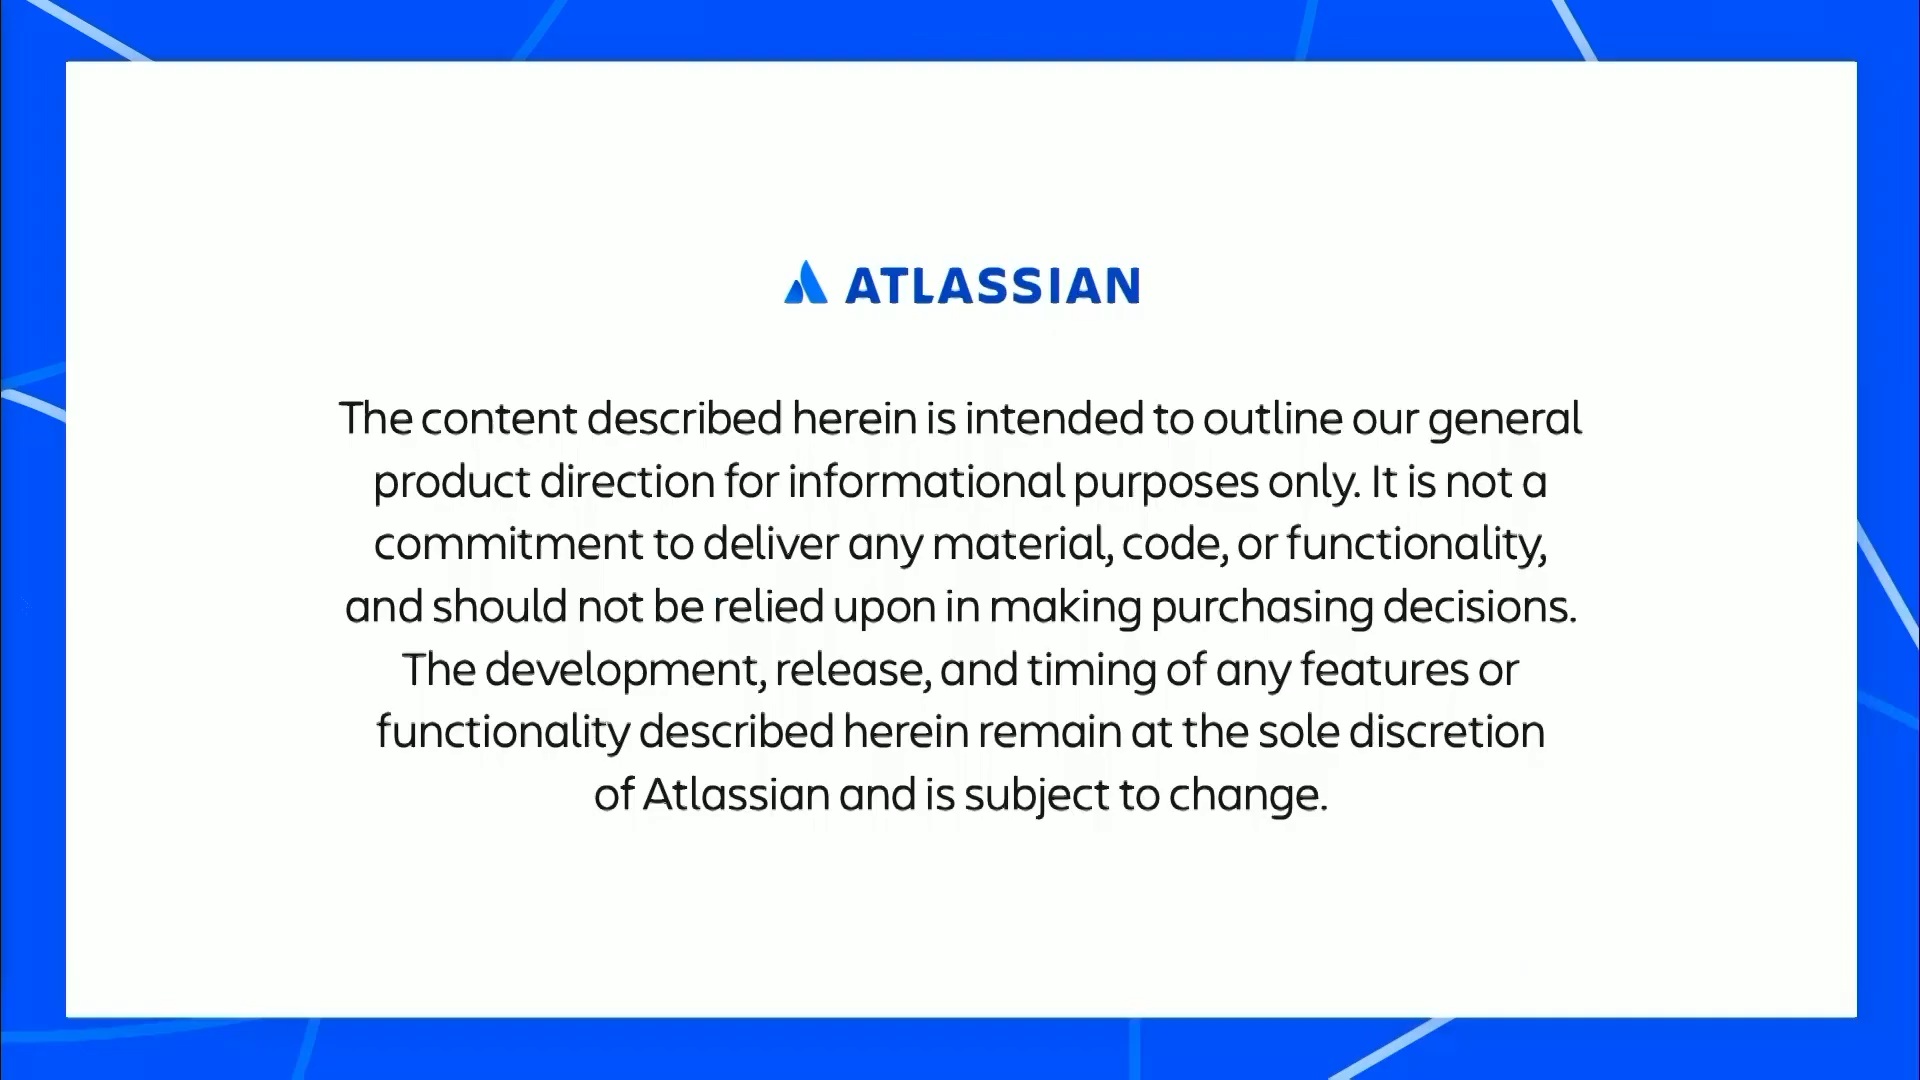 ATLASSIAN
The content described herein is intended to outline our general
product direction for informational purposes only. It is not a
commitment to deliver any material, code, or functionality,
and should not be relied upon in making purchasing decisions.
The development, release, and timing of any features or
functionality described herein remain at the sole discretion
of Atlassian and is subject to change.